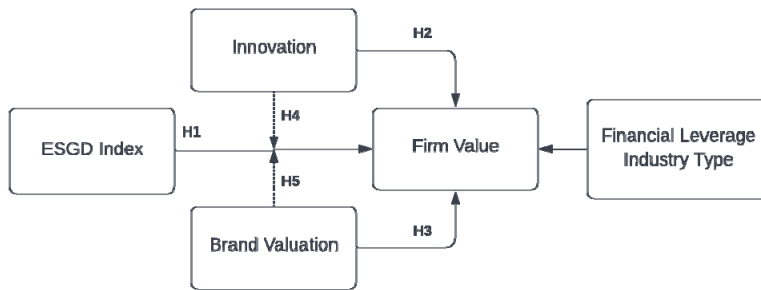 Innovation
H2
H4
H1
ESGD Index
Firm Value
Financial Leverage
Industry Type
H5
Brand Valuation
H3